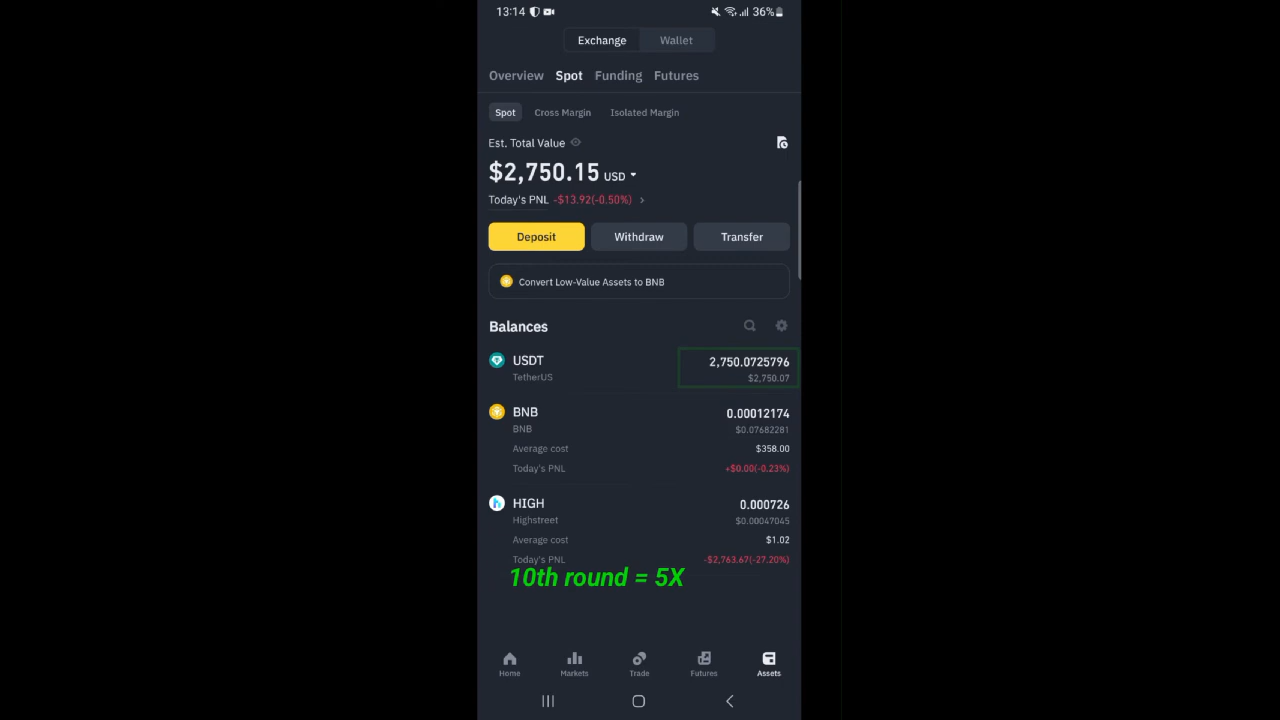 13:14 36%
Exchange Wallet
Overview Spot Funding Futures
Spot Cross Margin Isolated Margin
Est. Total Value
$2,750.15 USD
Today's PNL -$13.92(-0.50%)
Deposit Withdraw Transfer
Convert Low-Value Assets to BNB
Balances
USDT 2,750.0725796
TetherUS $2,750.07
BNB 0.00012174
BNB $0.07682281
Average cost $358.00
Today's PNL +$0.00(-0.23%)
HIGH 0.000726
Highstreet $0.00047045
Average cost $1.02
Today's PNL -$2,763.67(-27.20%)
10th round = 5X
Home Markets Trade Futures Assets